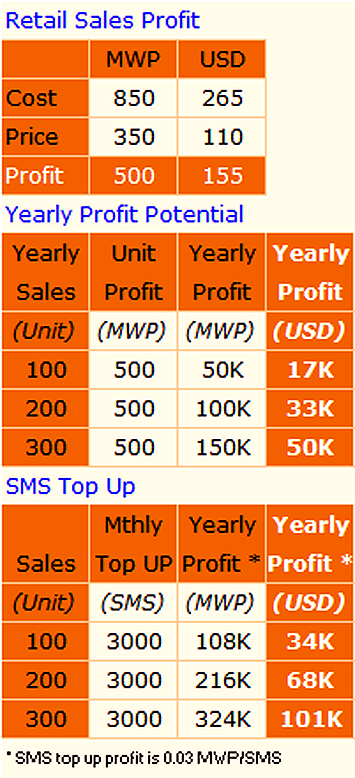 Retail Sales Profit
MWP USD
Cost 850 265
Price 350 110
Profit 500 155
Yearly Profit Potential
Yearly Unit Yearly Yearly
Sales Profit Profit Profit
(Unit) (MWP) (MWP) (USD)
100 500 50K 17K
200 500 100K 33K
300 500 150K 50K
SMS Top Up
Mthly Yearly Yearly
Sales Top UP Profit * Profit *
(Unit) (SMS) (MWP) (USD)
100 3000 108K 34K
200 3000 216K 68K
300 3000 324K 101K
* SMS top up profit is 0.03 MWP/SMS